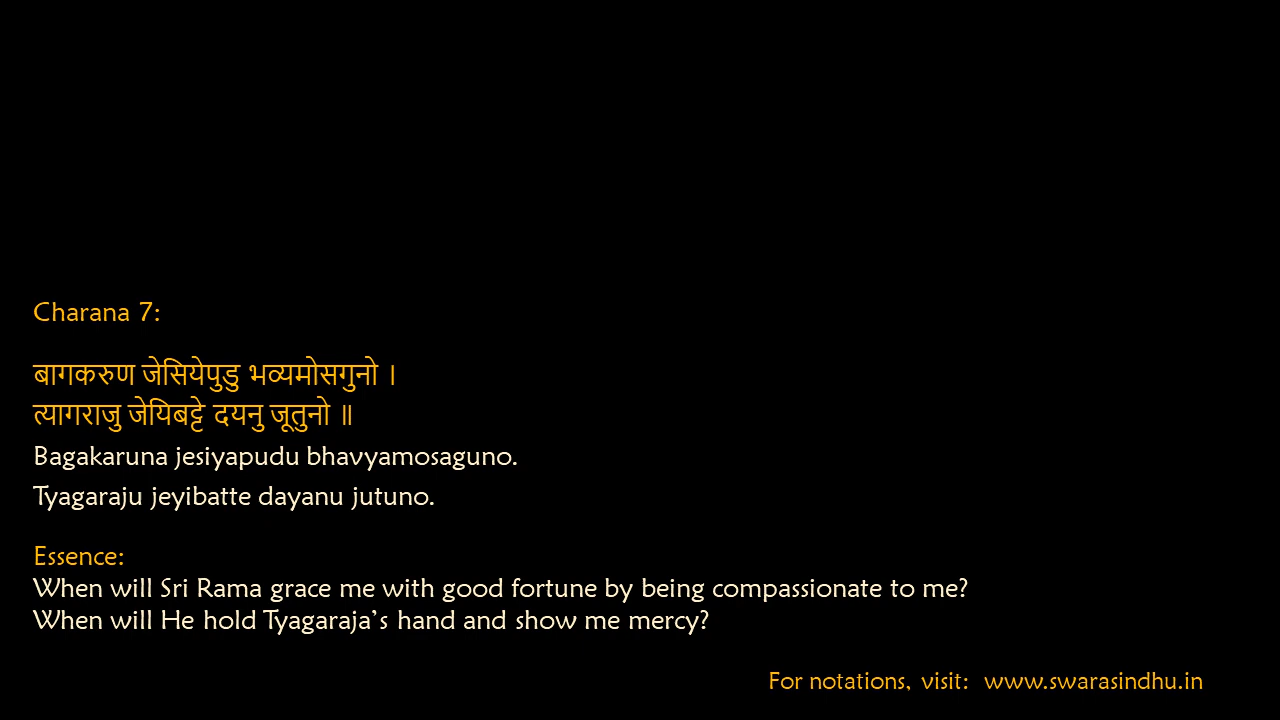 Charana 7:
बागकरुण जेसियेपुडु भव्यमोसगुनो ।
त्यागराजु जेयिबट्टे दयनु जूतुनो ॥
Bagakaruna jesiyapudu bhavyamosaguno.
Tyagaraju jeyibatte dayanu jutuno.
Essence:
When will Sri Rama grace me with good fortune by being compassionate to me?
When will He hold Tyagaraja’s hand and show me mercy?
For notations, visit: www.swarasindhu.in